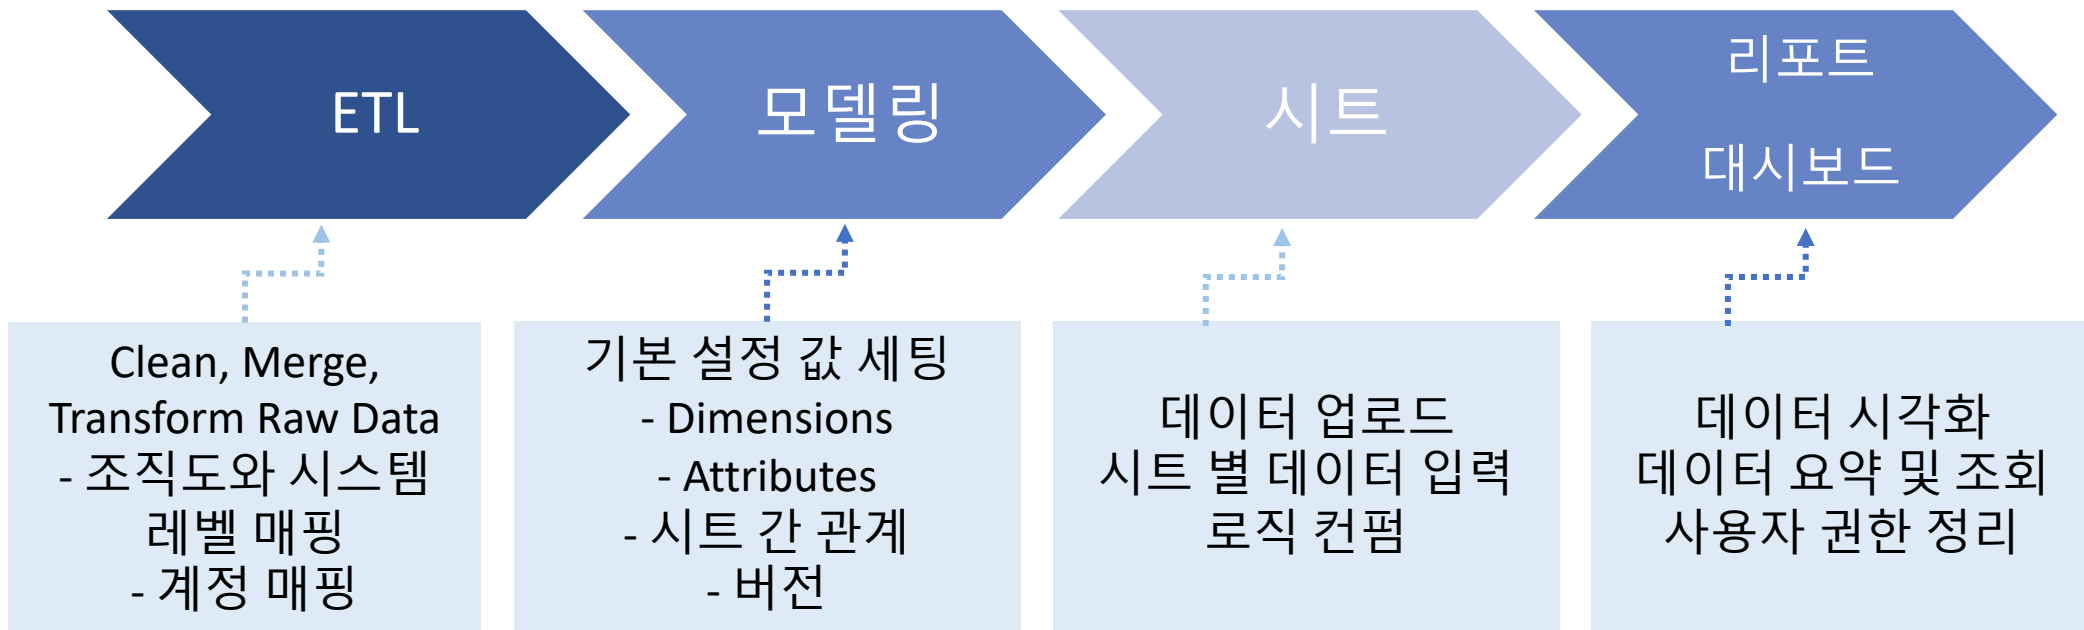 ETL
모델링
시트
리포트
대시보드
Clean, Merge,
Transform Raw Data
- 조직도와 시스템
레벨 매핑
- 계정 매핑
기본 설정 값 세팅
- Dimensions
- Attributes
- 시트 간 관계
- 버전
데이터 업로드
시트 별 데이터 입력
로직 컨펌
데이터 시각화
데이터 요약 및 조회
사용자 권한 정리